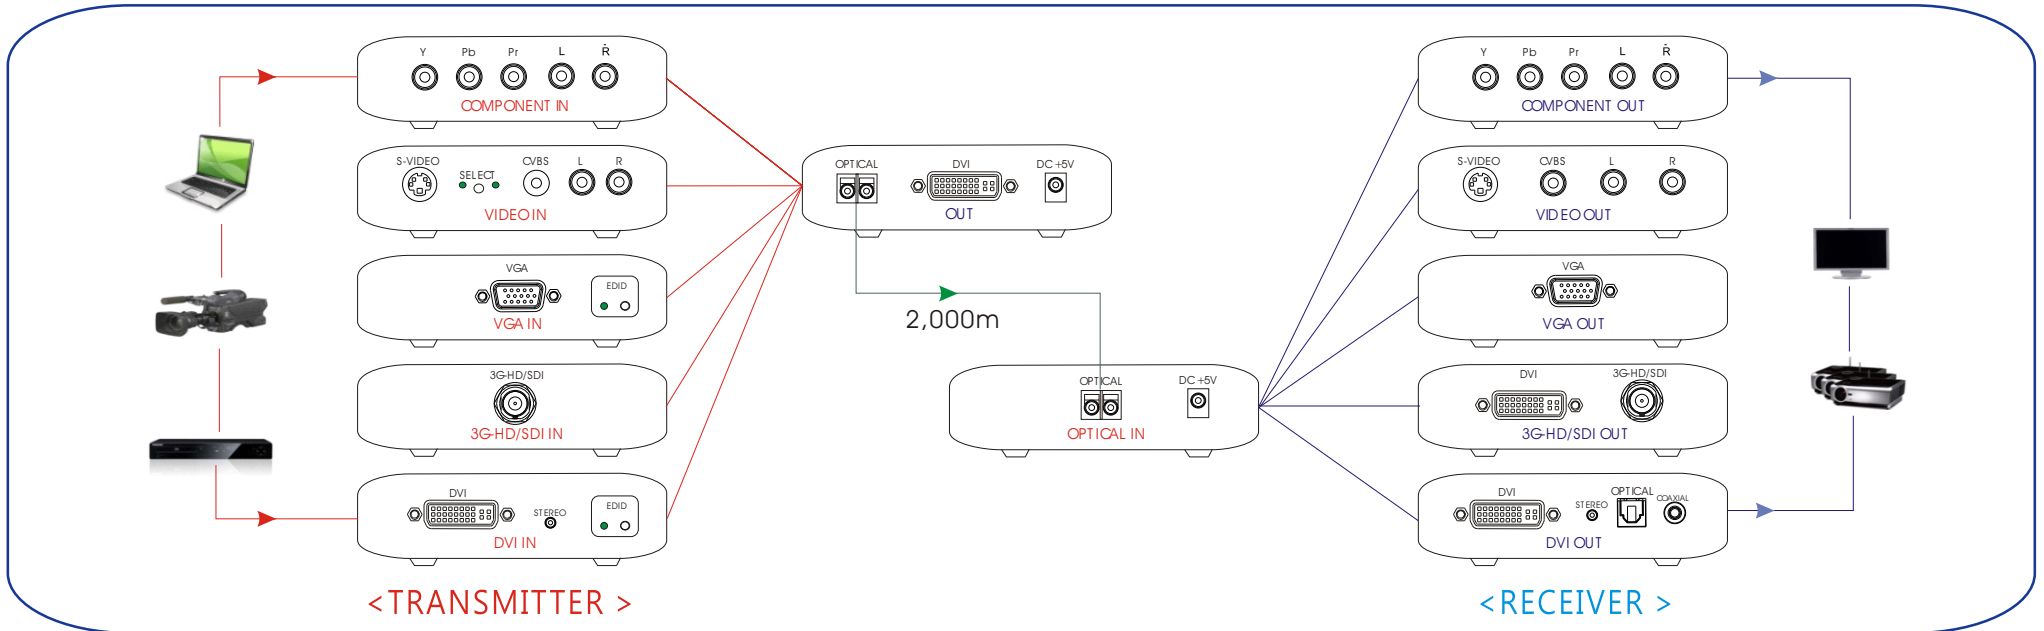 Y Pb Pr L R
COMPONENT IN
S-VIDEO SELECT CVBS L R
VIDEO IN
VGA EDID
VGA IN
3G-HD/SDI
3G-HD/SDI IN
DVI STEREO EDID
DVI IN
<TRANSMITTER >
OPTICAL DVI DC +5V
OUT
2,000m
OPTICAL DC +5V
OPTICAL IN
Y Pb Pr L R
COMPONENT OUT
S-VIDEO CVBS L R
VIDEO OUT
VGA
VGA OUT
DVI 3G-HD/SDI
3G-HD/SDI OUT
DVI STEREO OPTICAL COAXIAL
DVI OUT
<RECEIVER >